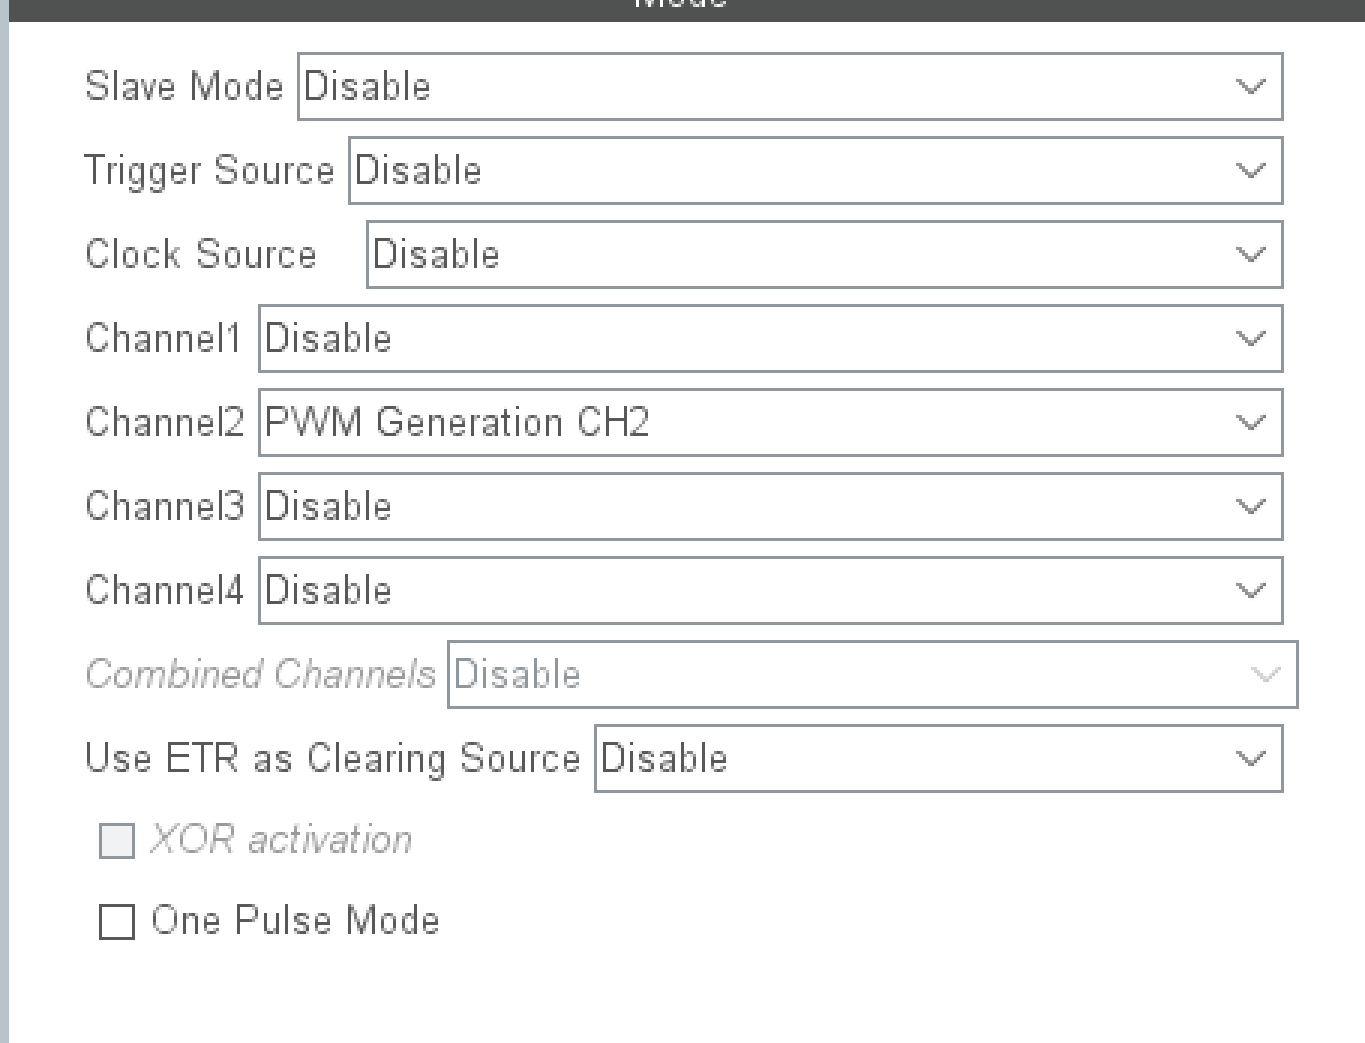 Mode
Slave Mode Disable
Trigger Source Disable
Clock Source Disable
Channel1 Disable
Channel2 PWM Generation CH2
Channel3 Disable
Channel4 Disable
Combined Channels Disable
Use ETR as Clearing Source Disable
XOR activation
One Pulse Mode